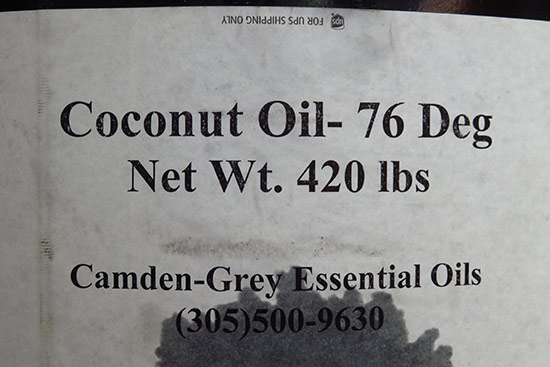 FOR UPS SHIPPING ONLY
ups
Coconut Oil- 76 Deg
Net Wt. 420 lbs
Camden-Grey Essential Oils
(305)500-9630